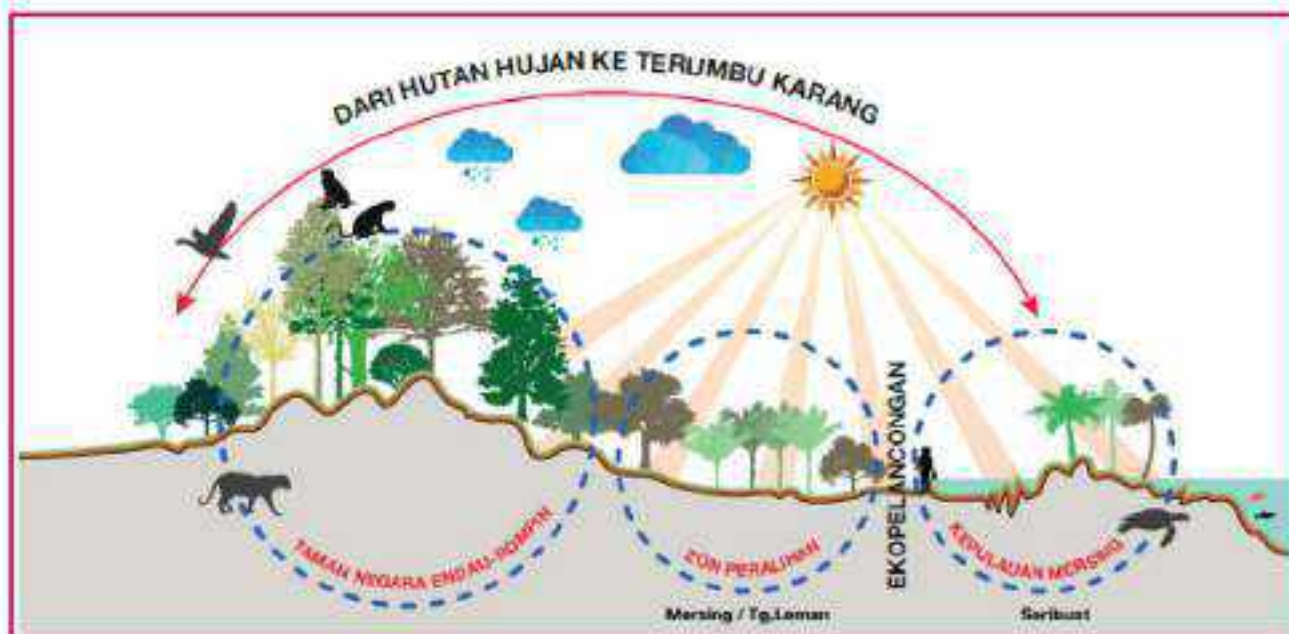 DARI HUTAN HUJAN KE TERUMBU KARANG
TAMAN NEGARA ENDAU-ROMPIN
ZON PERALIHAN
EKOPELANCONGAN
KEPULAUAN MERSING
Mersing / Tg.Leman
Seribuat